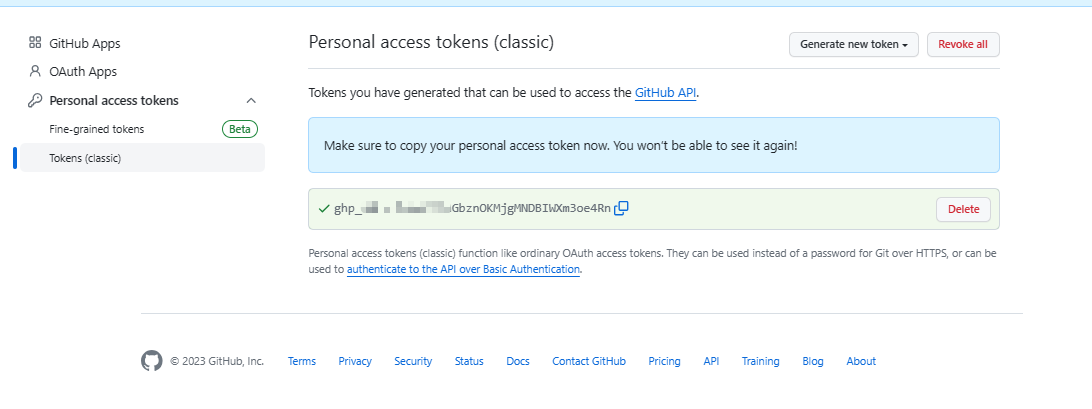 GitHub Apps
OAuth Apps
Personal access tokens
Fine-grained tokens
Beta
Tokens (classic)
Personal access tokens (classic)
Generate new token
Revoke all
Tokens you have generated that can be used to access the GitHub API.
Make sure to copy your personal access token now. You won't be able to see it again!
Delete
Personal access tokens (classic) function like ordinary OAuth access tokens. They can be used instead of a password for Git over HTTPS, or can be
used to authenticate to the API over Basic Authentication.
© 2023 GitHub, Inc.
Terms
Privacy
Security
Status
Docs
Contact GitHub
Pricing
API
Training
Blog
About